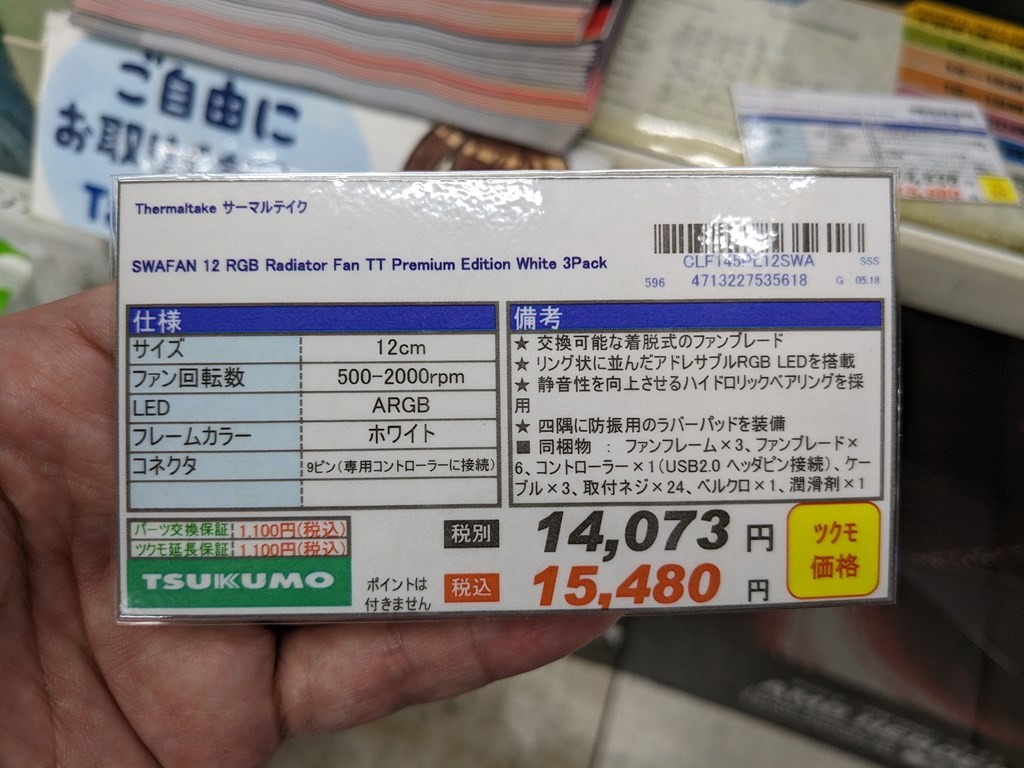 ご自由に
お取り
Thermaltake サーマルテイク
SWAFAN 12 RGB Radiator Fan TT Premium Edition White 3Pack
CLF145PL12SWA SSS
596 4713227535618 G 05.18
仕様
サイズ 12cm
ファン回転数 500-2000rpm
LED ARGB
フレームカラー ホワイト
コネクタ 9ピン(専用コントローラーに接続)
備考
★ 交換可能な着脱式のファンブレード
★ リング状に並んだアドレサブルRGB LEDを搭載
★ 静音性を向上させるハイドロリックベアリングを採
用
★ 四隅に防振用のラバーパッドを装備
■ 同梱物 : ファンフレーム×3、ファンブレード×
6、コントローラー×1(USB2.0 ヘッダピン接続)、ケー
ブル×3、取付ネジ×24、ベルクロ×1、潤滑剤×1
パーツ交換保証 1,100円(税込)
ツクモ延長保証 1,100円(税込)
TSUKUMO
ポイントは
付きません
税別 14,073 円
税込 15,480 円
ツクモ
価格